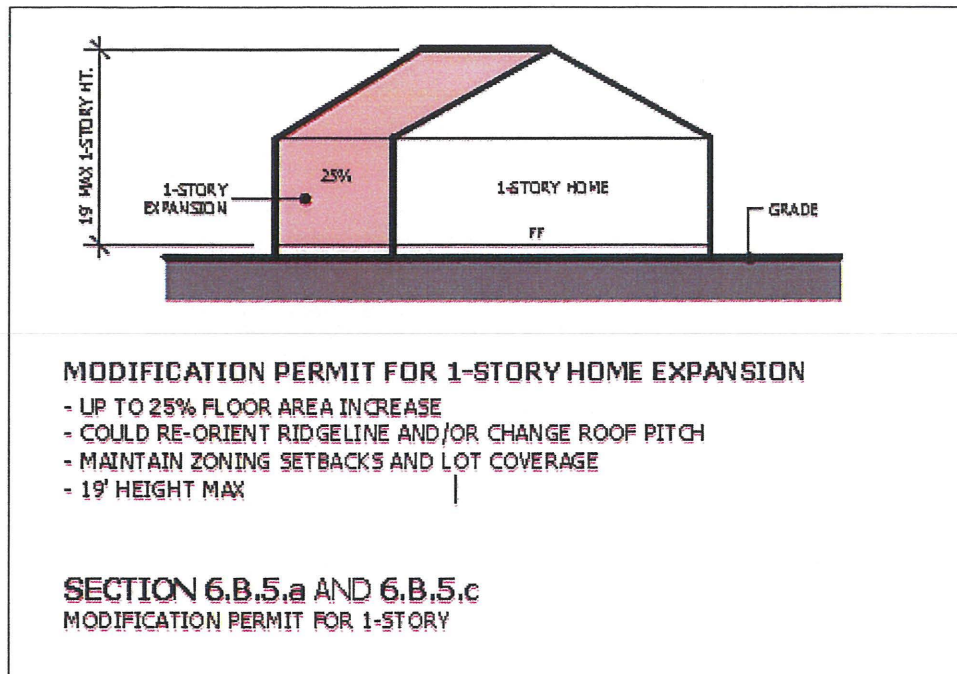 19' MAX 1-STORY HT.
25%
1-STORY
EXPANSION
1-STORY HOME
GRADE
FF
MODIFICATION PERMIT FOR 1-STORY HOME EXPANSION
- UP TO 25% FLOOR AREA INCREASE
- COULD RE-ORIENT RIDGELINE AND/OR CHANGE ROOF PITCH
- MAINTAIN ZONING SETBACKS AND LOT COVERAGE
- 19' HEIGHT MAX
SECTION 6.B.5.a AND 6.B.5.c
MODIFICATION PERMIT FOR 1-STORY